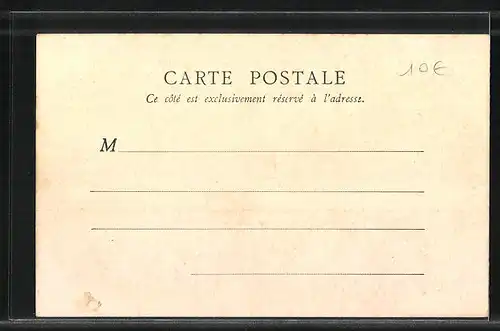 10€
CARTE POSTALE
Ce côté est exclusivement réservé à l'adresse.
M